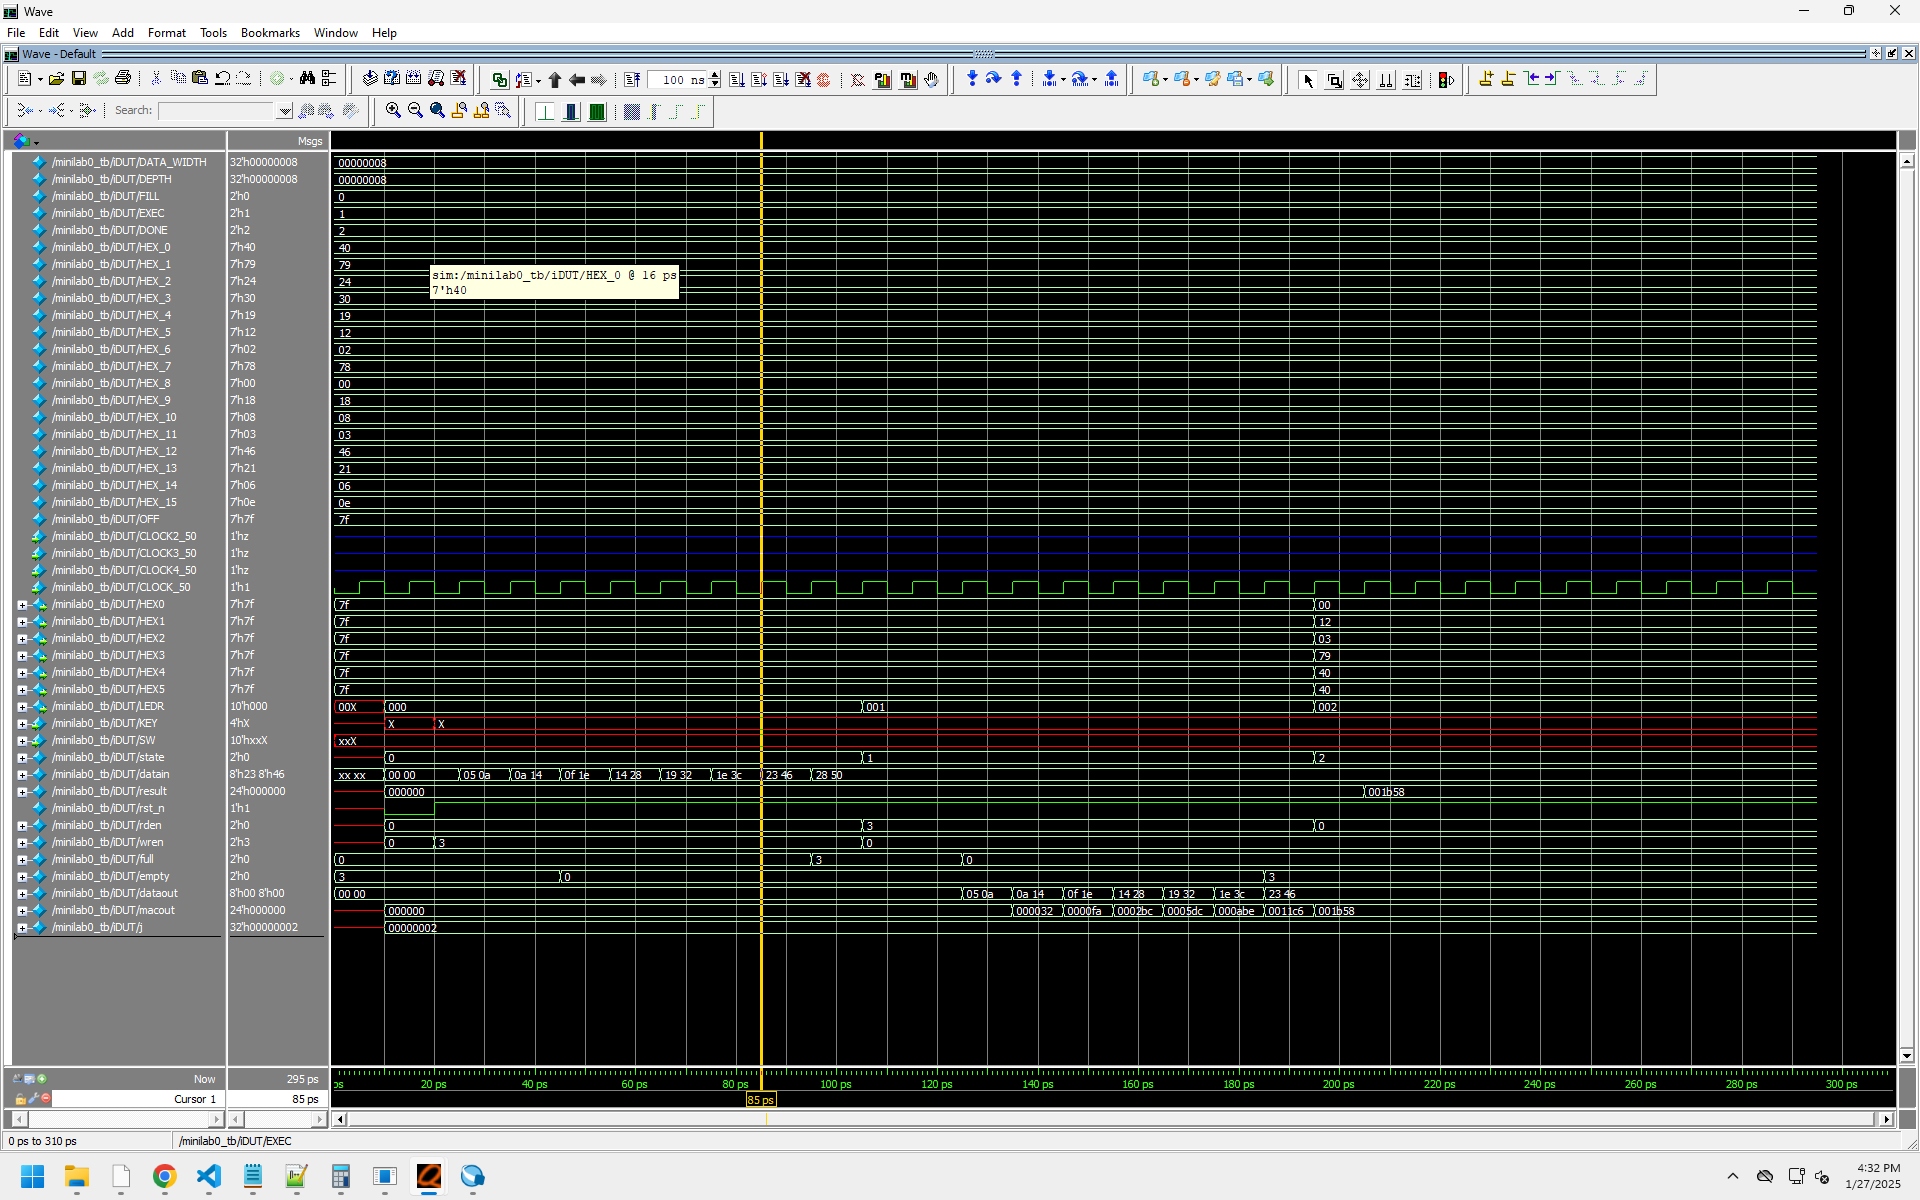 Wave
File Edit View Add Format Tools Bookmarks Window Help
Wave - Default
100 ns
Search:
Msgs
/minilab0_tb/iDUT/DATA_WIDTH 32'h00000008 00000008
/minilab0_tb/iDUT/DEPTH 32'h00000008 00000008
/minilab0_tb/iDUT/FILL 2'h0 0
/minilab0_tb/iDUT/EXEC 2'h1 1
/minilab0_tb/iDUT/DONE 2'h2 2
/minilab0_tb/iDUT/HEX_0 7'h40 40
/minilab0_tb/iDUT/HEX_1 7'h79 79
sim:/minilab0_tb/iDUT/HEX_0 @ 16 ps
7'h40
/minilab0_tb/iDUT/HEX_2 7'h24 24
/minilab0_tb/iDUT/HEX_3 7'h30 30
/minilab0_tb/iDUT/HEX_4 7'h19 19
/minilab0_tb/iDUT/HEX_5 7'h12 12
/minilab0_tb/iDUT/HEX_6 7'h02 02
/minilab0_tb/iDUT/HEX_7 7'h78 78
/minilab0_tb/iDUT/HEX_8 7'h00 00
/minilab0_tb/iDUT/HEX_9 7'h18 18
/minilab0_tb/iDUT/HEX_10 7'h08 08
/minilab0_tb/iDUT/HEX_11 7'h03 03
/minilab0_tb/iDUT/HEX_12 7'h46 46
/minilab0_tb/iDUT/HEX_13 7'h21 21
/minilab0_tb/iDUT/HEX_14 7'h06 06
/minilab0_tb/iDUT/HEX_15 7'h0e 0e
/minilab0_tb/iDUT/OFF 7'h7f 7f
/minilab0_tb/iDUT/CLOCK2_50 1'hz
/minilab0_tb/iDUT/CLOCK3_50 1'hz
/minilab0_tb/iDUT/CLOCK4_50 1'hz
/minilab0_tb/iDUT/CLOCK_50 1'h1
/minilab0_tb/iDUT/HEX0 7'h7f 7f 00
/minilab0_tb/iDUT/HEX1 7'h7f 7f 12
/minilab0_tb/iDUT/HEX2 7'h7f 7f 03
/minilab0_tb/iDUT/HEX3 7'h7f 7f 79
/minilab0_tb/iDUT/HEX4 7'h7f 7f 40
/minilab0_tb/iDUT/HEX5 7'h7f 7f 40
/minilab0_tb/iDUT/LEDR 10'h000 00X 000 001 002
/minilab0_tb/iDUT/KEY 4'hX X X
/minilab0_tb/iDUT/SW 10'hxxX xxX
/minilab0_tb/iDUT/state 2'h0 0 1 2
/minilab0_tb/iDUT/datain 8'h23 8'h46 xx xx 00 00 05 0a 0a 14 0f 1e 14 28 19 32 1e 3c 23 46 28 50
/minilab0_tb/iDUT/result 24'h000000 000000 001b58
/minilab0_tb/iDUT/rst_n 1'h1
/minilab0_tb/iDUT/rden 2'h0 0 3 0
/minilab0_tb/iDUT/wren 2'h3 0 3 0
/minilab0_tb/iDUT/full 2'h0 0 3 0
/minilab0_tb/iDUT/empty 2'h0 3 0 3
/minilab0_tb/iDUT/dataout 8'h00 8'h00 00 00 05 0a 0a 14 0f 1e 14 28 19 32 1e 3c 23 46
/minilab0_tb/iDUT/macout 24'h000000 000000 000032 0000fa 0002bc 0005dc 000abe 0011c6 001b58
/minilab0_tb/iDUT/j 32'h00000002 00000002
Now 295 ps ps 20 ps 40 ps 60 ps 80 ps 100 ps 120 ps 140 ps 160 ps 180 ps 200 ps 220 ps 240 ps 260 ps 280 ps 300 ps
Cursor 1 85 ps 85 ps
0 ps to 310 ps /minilab0_tb/iDUT/EXEC
4:32 PM
1/27/2025